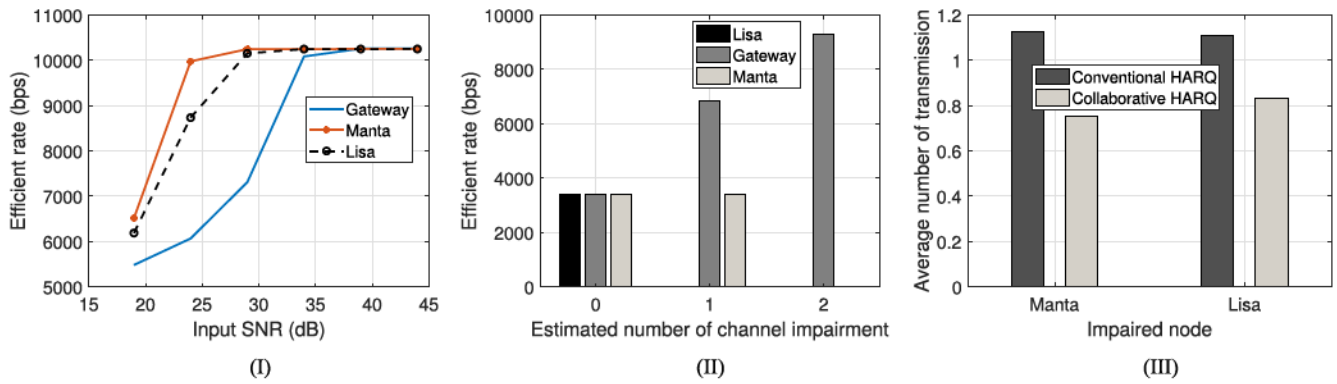 Efficient rate (bps)
11000
10000
9000
8000
7000
6000
5000
15
20
25
30
35
40
45
Input SNR (dB)
Gateway
Manta
Lisa
(I)
Efficient rate (bps)
10000
8000
6000
4000
2000
0
0
1
2
Estimated number of channel impairment
Lisa
Gateway
Manta
(II)
Average number of transmission
1.2
1
0.8
0.6
0.4
0.2
0
Manta
Lisa
Impaired node
Conventional HARQ
Collaborative HARQ
(III)